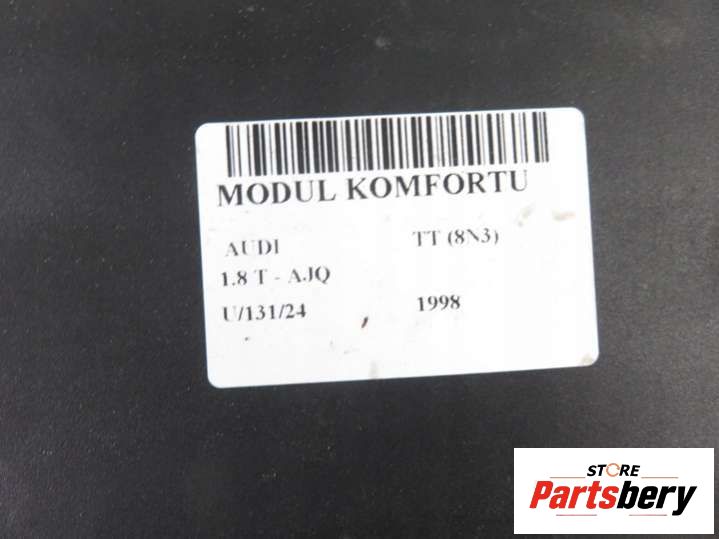 MODUL KOMFORTU
AUDI TT (8N3)
1.8 T - AJQ
U/131/24 1998
STORE
Partsbery